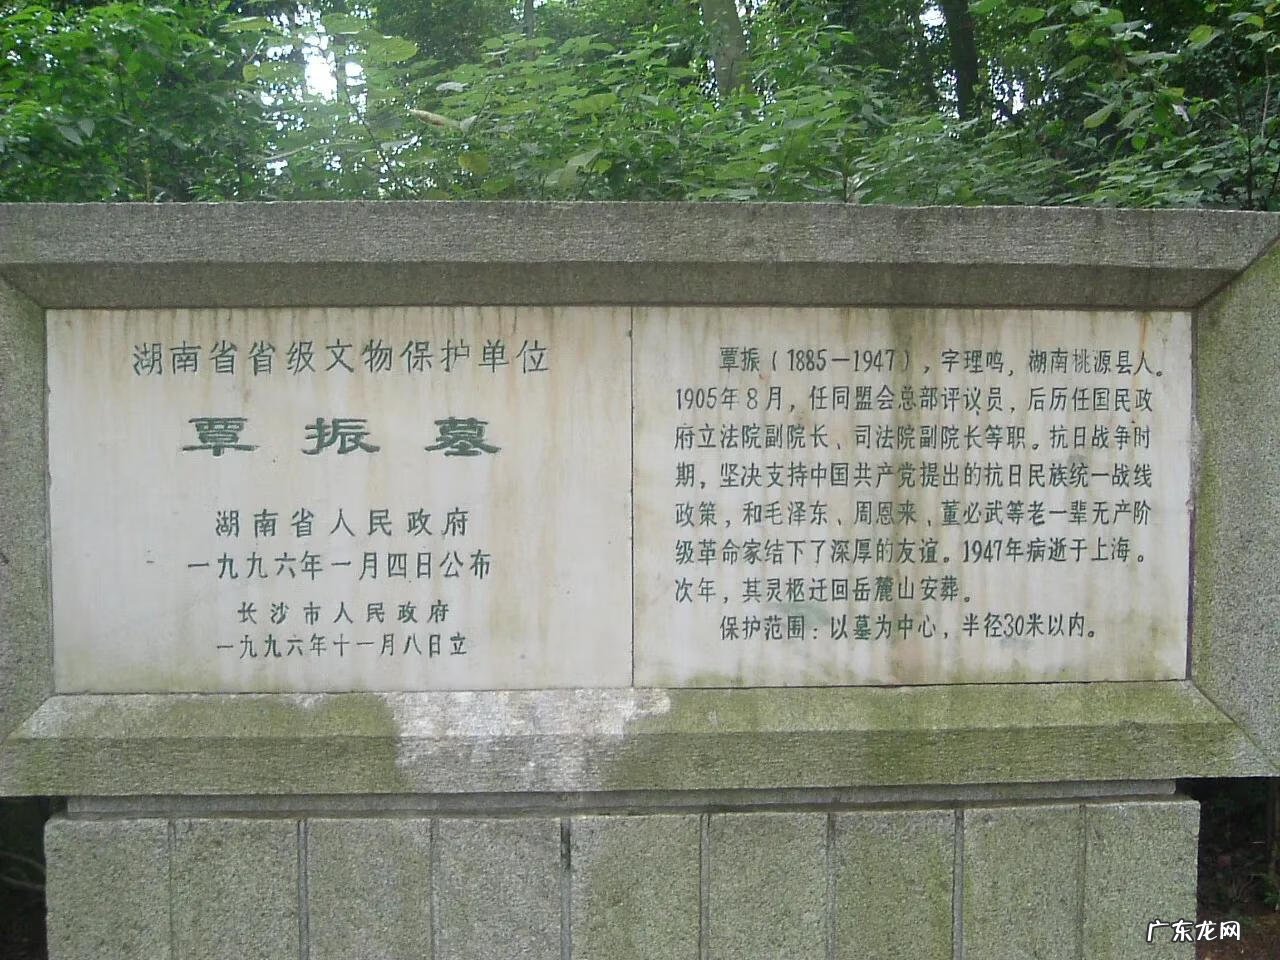 湖南省省级文物保护单位
覃振墓
湖南省人民政府
一九九六年一月四日公布
长沙市人民政府
一九九六年十一月八日立
覃振（1885—1947），字理鸣，湖南桃源县人。
1905年8月，任同盟会总部评议员，后历任国民政
府立法院副院长、司法院副院长等职。抗日战争时
期，坚决支持中国共产党提出的抗日民族统一战线
政策，和毛泽东、周恩来、董必武等老一辈无产阶
级革命家结下了深厚的友谊。1947年病逝于上海。
次年，其灵柩迁回岳麓山安葬。
保护范围：以墓为中心，半径30米以内。
广东龙网